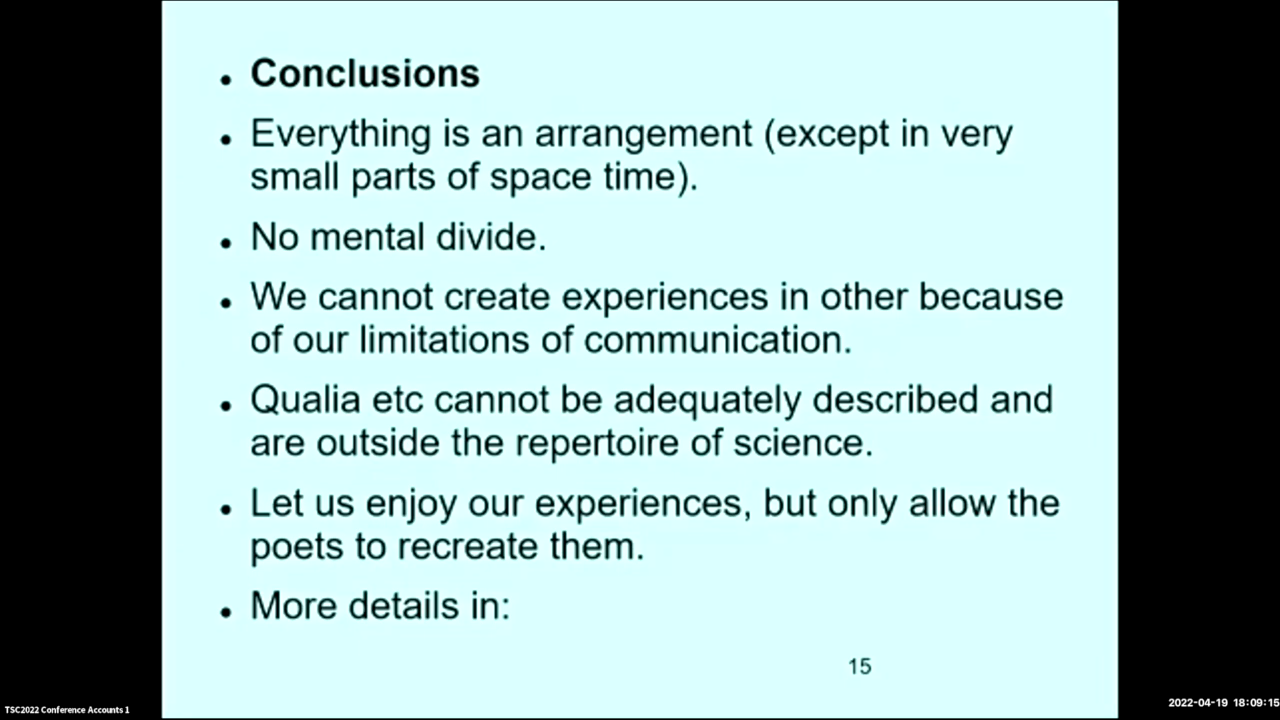 • Conclusions
• Everything is an arrangement (except in very
small parts of space time).
• No mental divide.
• We cannot create experiences in other because
of our limitations of communication.
• Qualia etc cannot be adequately described and
are outside the repertoire of science.
• Let us enjoy our experiences, but only allow the
poets to recreate them.
• More details in:
15
TSC2022 Conference Accounts 1
2022-04-19 18:09:15